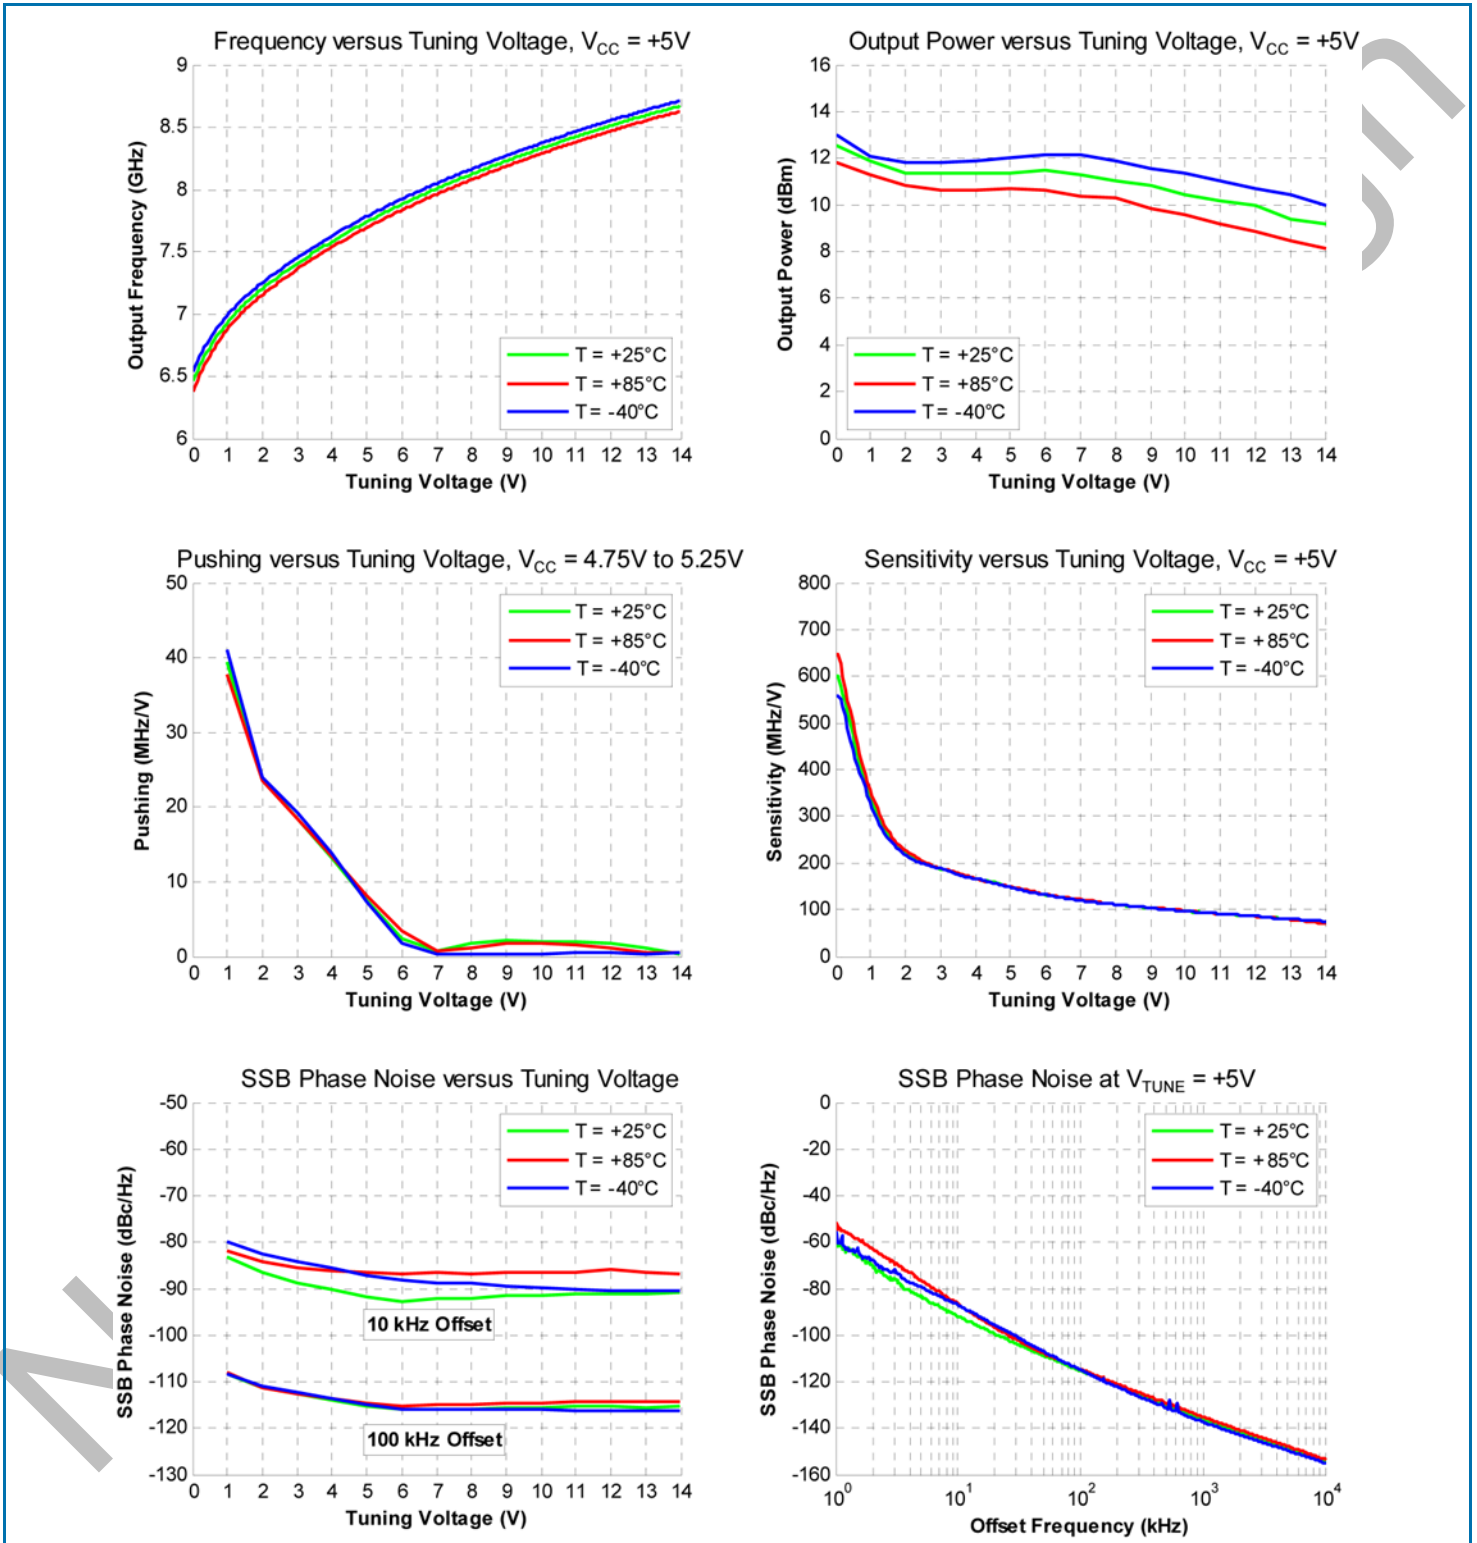 Frequency versus Tuning Voltage, VCC = +5V
9
8.5
8
7.5
7
6.5
6
Output Frequency (GHz)
T = +25°C
T = +85°C
T = -40°C
0 1 2 3 4 5 6 7 8 9 10 11 12 13 14
Tuning Voltage (V)
Output Power versus Tuning Voltage, VCC = +5V
16
14
12
10
8
6
4
2
0
Output Power (dBm)
T = +25°C
T = +85°C
T = -40°C
0 1 2 3 4 5 6 7 8 9 10 11 12 13 14
Tuning Voltage (V)
Pushing versus Tuning Voltage, VCC = 4.75V to 5.25V
50
40
30
20
10
0
Pushing (MHz/V)
T = +25°C
T = +85°C
T = -40°C
0 1 2 3 4 5 6 7 8 9 10 11 12 13 14
Tuning Voltage (V)
Sensitivity versus Tuning Voltage, VCC = +5V
800
700
600
500
400
300
200
100
0
Sensitivity (MHz/V)
T = +25°C
T = +85°C
T = -40°C
0 1 2 3 4 5 6 7 8 9 10 11 12 13 14
Tuning Voltage (V)
SSB Phase Noise versus Tuning Voltage
-50
-60
-70
-80
-90
-100
-110
-120
-130
SSB Phase Noise (dBc/Hz)
T = +25°C
T = +85°C
T = -40°C
10 kHz Offset
100 kHz Offset
0 1 2 3 4 5 6 7 8 9 10 11 12 13 14
Tuning Voltage (V)
SSB Phase Noise at VTUNE = +5V
0
-20
-40
-60
-80
-100
-120
-140
-160
SSB Phase Noise (dBc/Hz)
T = +25°C
T = +85°C
T = -40°C
10^0 10^1 10^2 10^3 10^4
Offset Frequency (kHz)